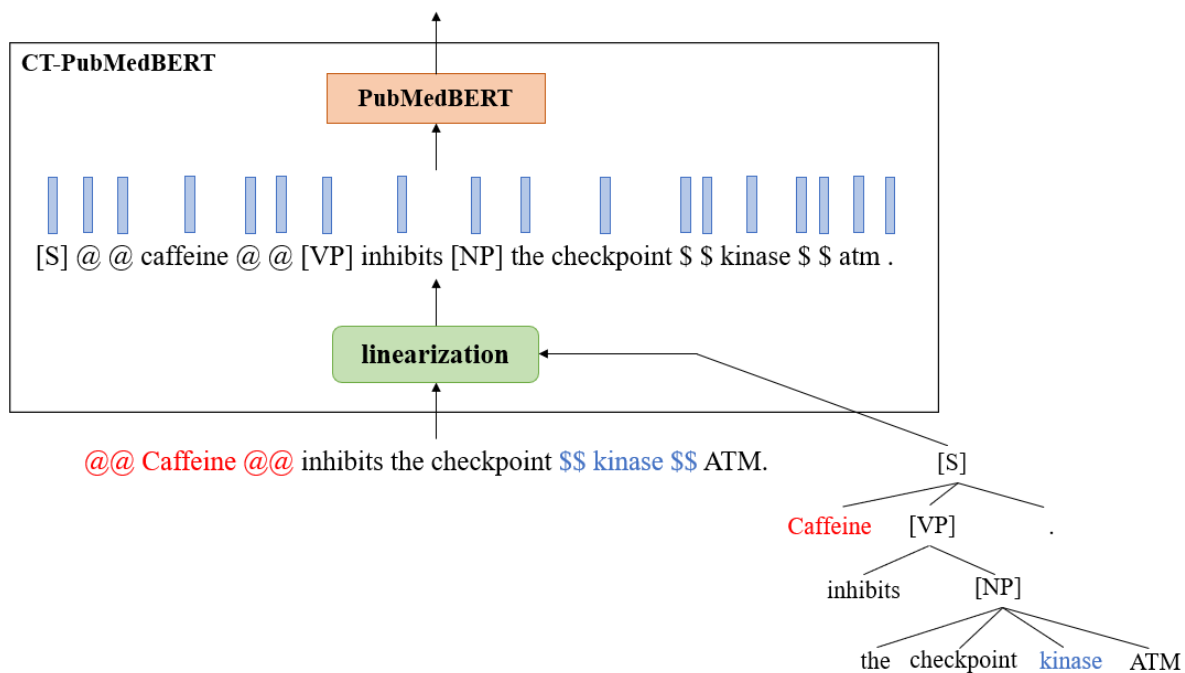 CT-PubMedBERT
PubMedBERT
[S] @ @ caffeine @ @ [VP] inhibits [NP] the checkpoint $ $ kinase $ $ atm .
linearization
@@ Caffeine @@ inhibits the checkpoint $$ kinase $$ ATM.
[S]
Caffeine [VP] .
inhibits [NP]
the checkpoint kinase ATM